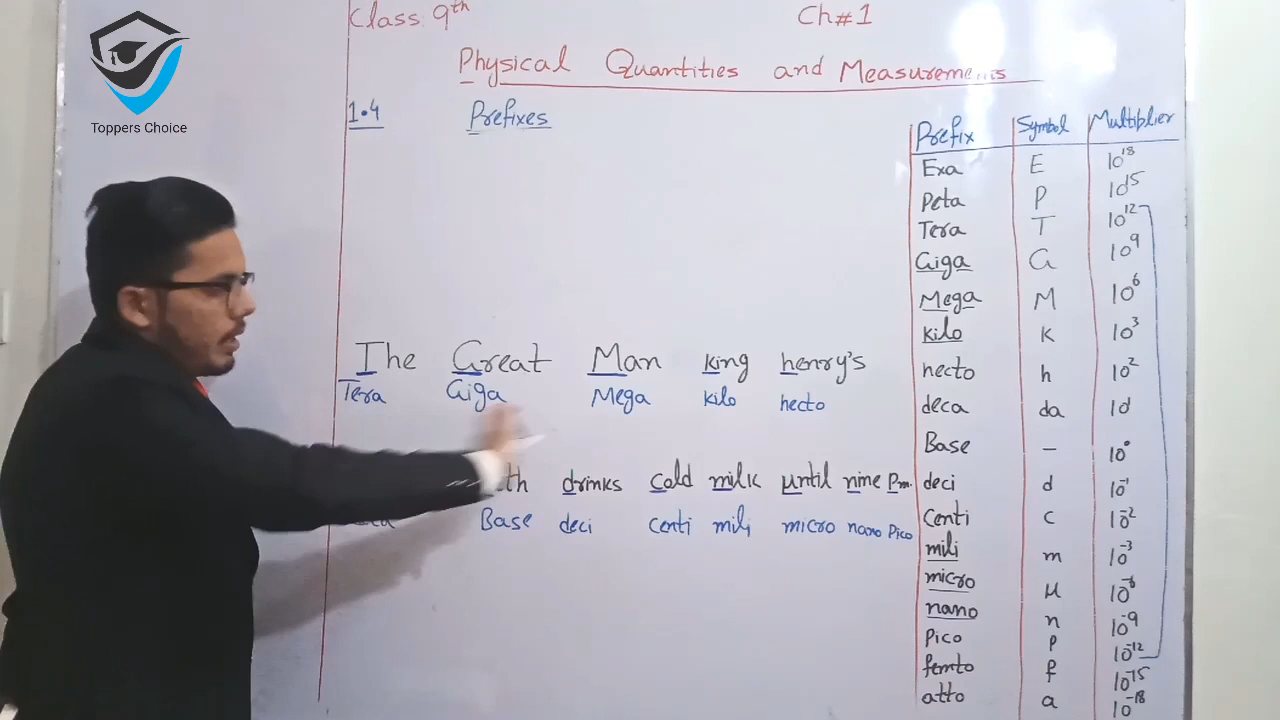 Class 9th Ch#1
Toppers Choice
Physical Quantities and Measurements
1.4 Prefixes
Prefix Symbol Multiplier
Exa E 10^18
Peta P 10^15
Tera T 10^12
Giga G 10^9
Mega M 10^6
kilo K 10^3
hecto h 10^2
deca da 10^1
Base – 10^0
deci d 10^-1
Centi c 10^-2
mili m 10^-3
micro μ 10^-6
nano n 10^-9
Pico p 10^-12
femto f 10^-15
atto a 10^-18
The Great Man king henry's
Tera Giga Mega kilo hecto
drinks Cold milk μntil nine Pm.
Base deci centi mili micro nano Pico